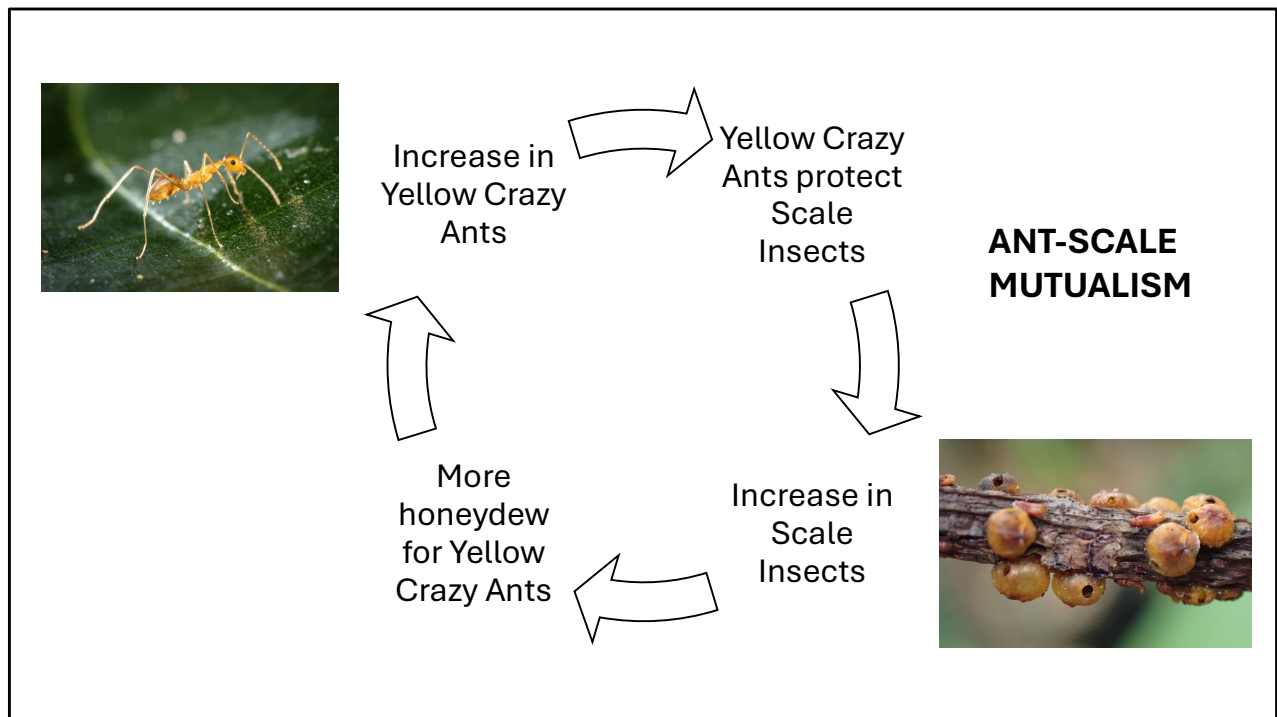 Increase in
Yellow Crazy
Ants
Yellow Crazy
Ants protect
Scale
Insects
ANT-SCALE
MUTUALISM
Increase in
Scale
Insects
More
honeydew
for Yellow
Crazy Ants